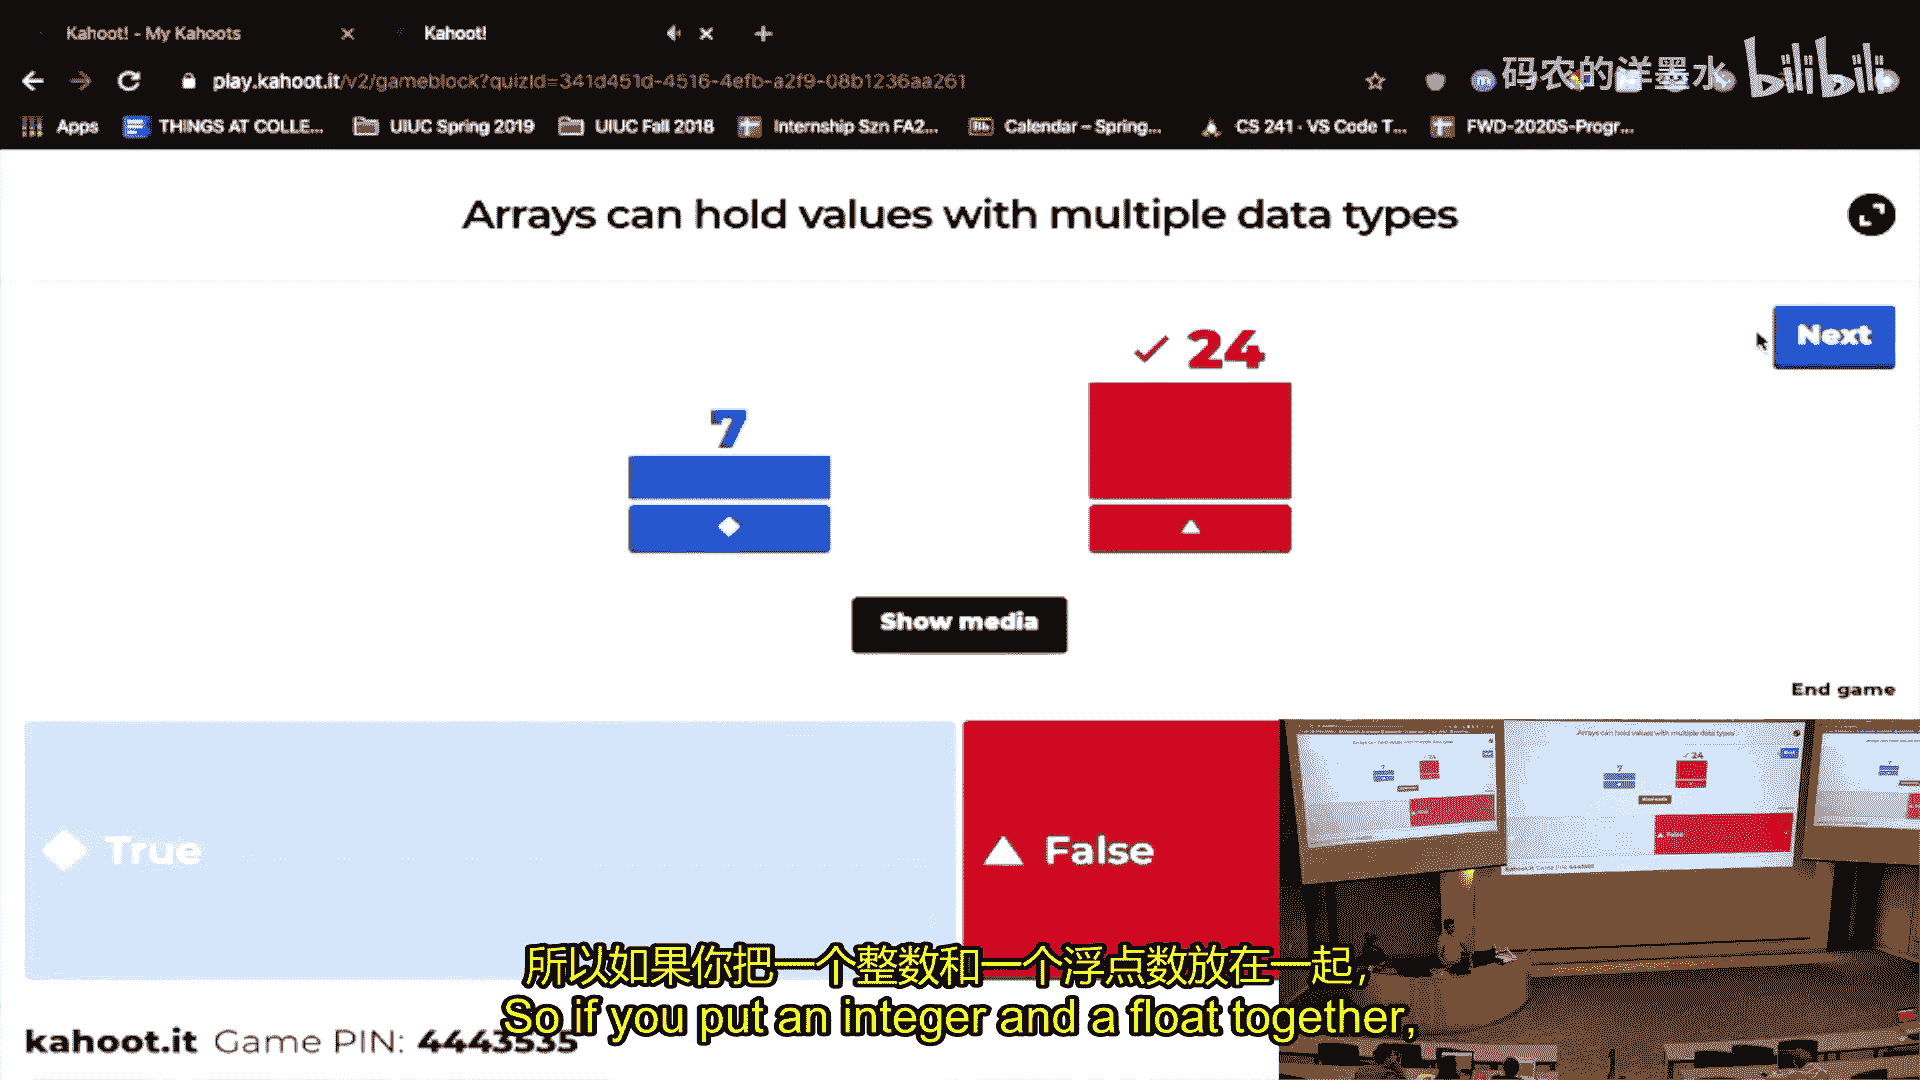 Kahoot! - My Kahoots
Kahoot!
play.kahoot.it/v2/gameblock?quizId=341d451d-4516-4efb-a2f9-08b1236aa261
码农的洋墨水
bilibili
Apps
THINGS AT COLLE...
UIUC Spring 2019
UIUC Fall 2018
Internship Szn FA2...
Calendar – Spring...
CS 241 · VS Code T...
FWD-2020S-Progr...
Arrays can hold values with multiple data types
Next
24
7
Show media
End game
True
False
所以如果你把一个整数和一个浮点数放在一起，
So if you put an integer and a float together,
kahoot.it Game PIN: 4443535